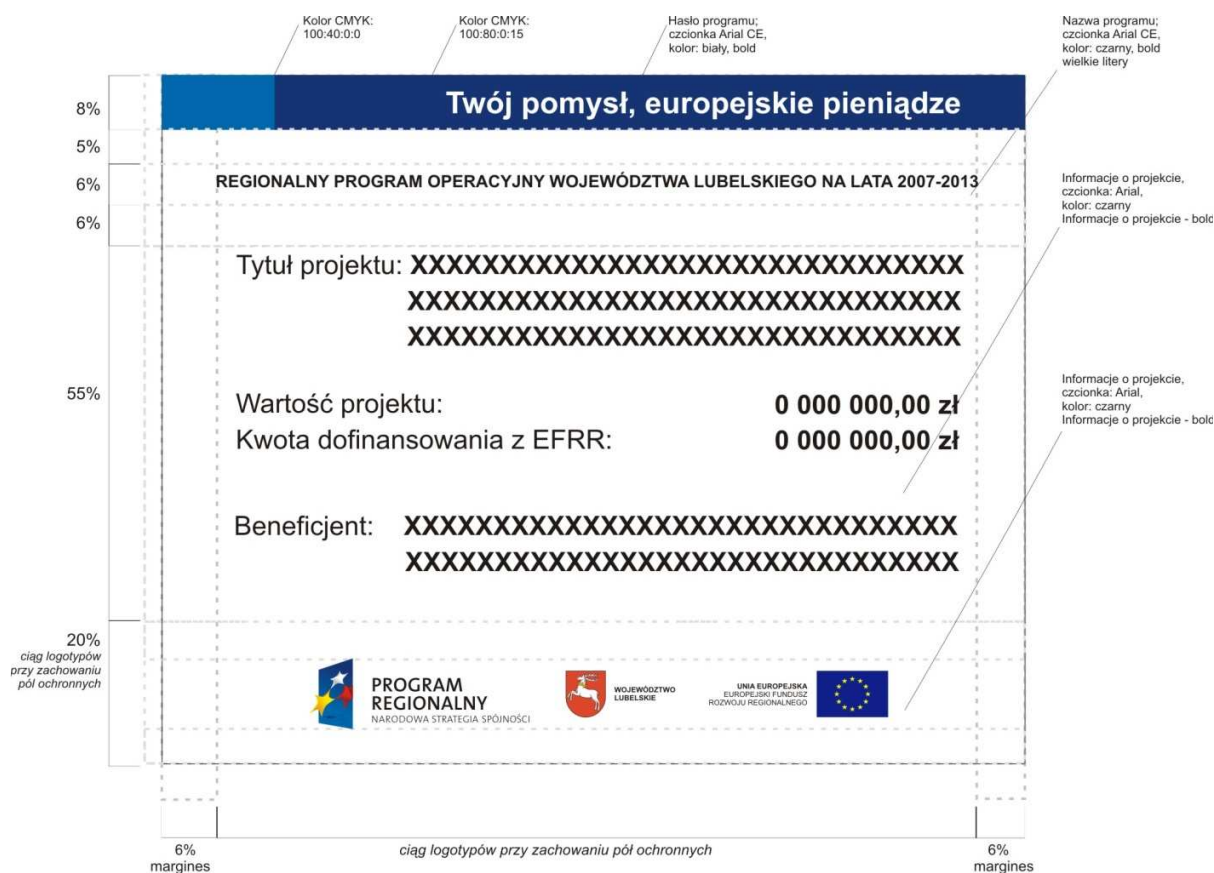 Kolor CMYK:
100:40:0:0
Kolor CMYK:
100:80:0:15
Hasło programu;
czcionka Arial CE,
kolor: biały, bold
Nazwa programu;
czcionka Arial CE,
kolor: czarny, bold
wielkie litery
8%
Twój pomysł, europejskie pieniądze
5%
6%
REGIONALNY PROGRAM OPERACYJNY WOJEWÓDZTWA LUBELSKIEGO NA LATA 2007-2013
Informacje o projekcie,
czcionka: Arial,
kolor: czarny
Informacje o projekcie - bold
6%
Tytuł projektu: XXXXXXXXXXXXXXXXXXXXXXXXXXXXXXX
XXXXXXXXXXXXXXXXXXXXXXXXXXXXXXX
XXXXXXXXXXXXXXXXXXXXXXXXXXXXXXX
55%
Wartość projektu: 0 000 000,00 zł
Kwota dofinansowania z EFRR: 0 000 000,00 zł
Informacje o projekcie,
czcionka: Arial,
kolor: czarny
Informacje o projekcie - bold
Beneficjent: XXXXXXXXXXXXXXXXXXXXXXXXXXXXXXX
XXXXXXXXXXXXXXXXXXXXXXXXXXXXXXX
20%
ciąg logotypów
przy zachowaniu
pól ochronnych
PROGRAM
REGIONALNY
NARODOWA STRATEGIA SPÓJNOŚCI
WOJEWÓDZTWO
LUBELSKIE
UNIA EUROPEJSKA
EUROPEJSKI FUNDUSZ
ROZWOJU REGIONALNEGO
6%
margines
ciąg logotypów przy zachowaniu pól ochronnych
6%
margines